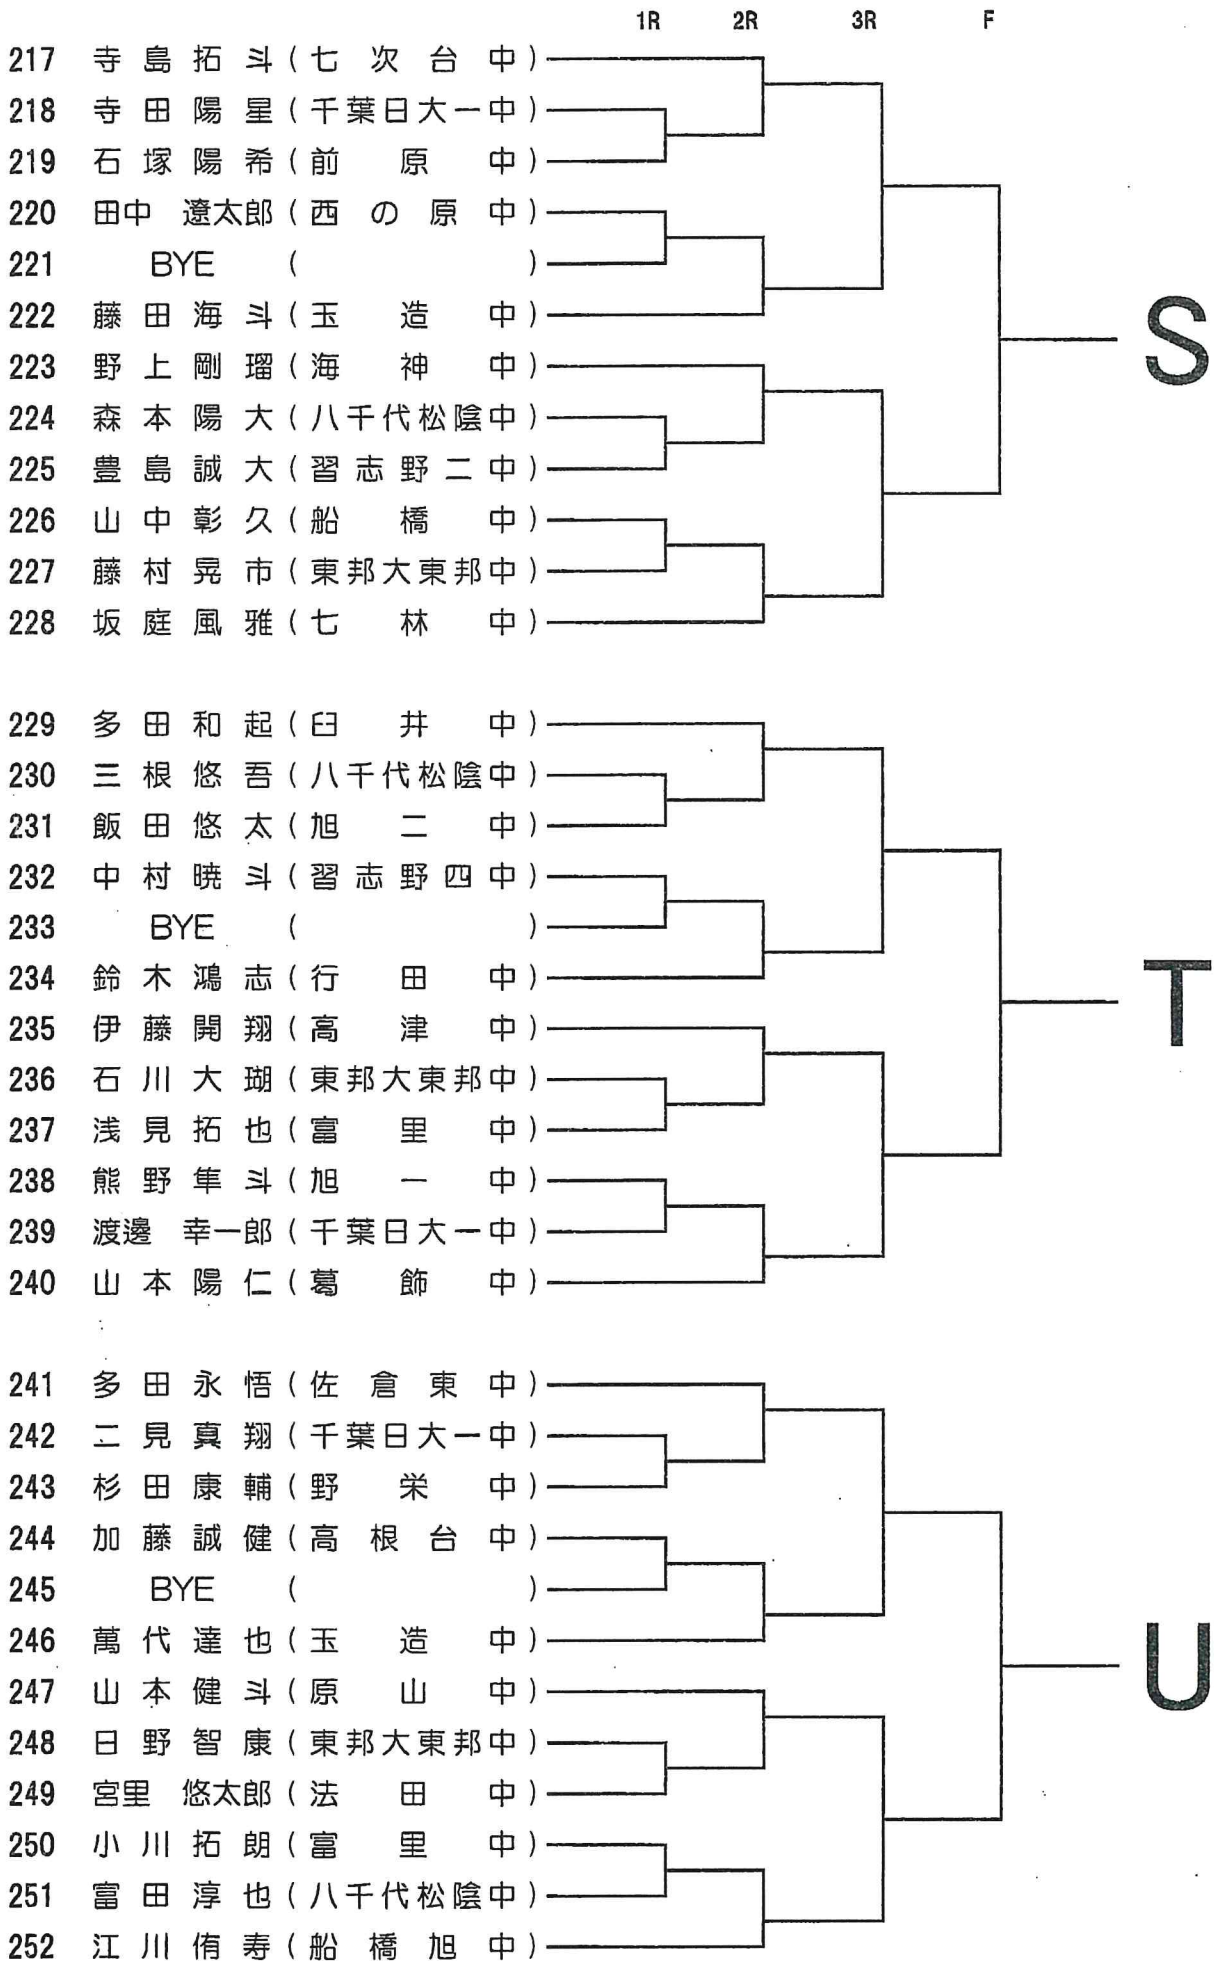 1R 2R 3R F
217 寺島拓斗(七次台中)
218 寺田陽星(千葉日大一中)
219 石塚陽希(前原中)
220 田中 遼太郎(西の原中)
221 BYE ( )
222 藤田海斗(玉造中)
S
223 野上剛瑠(海神中)
224 森本陽大(八千代松陰中)
225 豊島誠大(習志野二中)
226 山中彰久(船橋中)
227 藤村晃市(東邦大東邦中)
228 坂庭風雅(七林中)
229 多田和起(臼井中)
230 三根悠吾(八千代松陰中)
231 飯田悠太(旭二中)
232 中村暁斗(習志野四中)
233 BYE ( )
234 鈴木鴻志(行田中)
T
235 伊藤開翔(高津中)
236 石川大瑚(東邦大東邦中)
237 浅見拓也(富里中)
238 熊野隼斗(旭一中)
239 渡邊 幸一郎(千葉日大一中)
240 山本陽仁(葛飾中)
241 多田永悟(佐倉東中)
242 二見真翔(千葉日大一中)
243 杉田康輔(野栄中)
244 加藤誠健(高根台中)
245 BYE ( )
246 萬代達也(玉造中)
U
247 山本健斗(原山中)
248 日野智康(東邦大東邦中)
249 宮里 悠太郎(法田中)
250 小川拓朗(富里中)
251 富田淳也(八千代松陰中)
252 江川侑寿(船橋旭中)